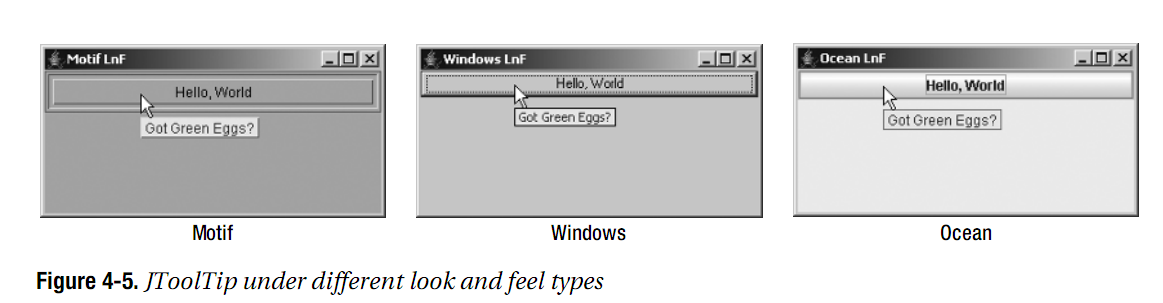 Motif LnF
Hello, World
Got Green Eggs?
Windows LnF
Hello, World
Got Green Eggs?
Ocean LnF
Hello, World
Got Green Eggs?
Motif
Windows
Ocean
Figure 4-5. JToolTip under different look and feel types